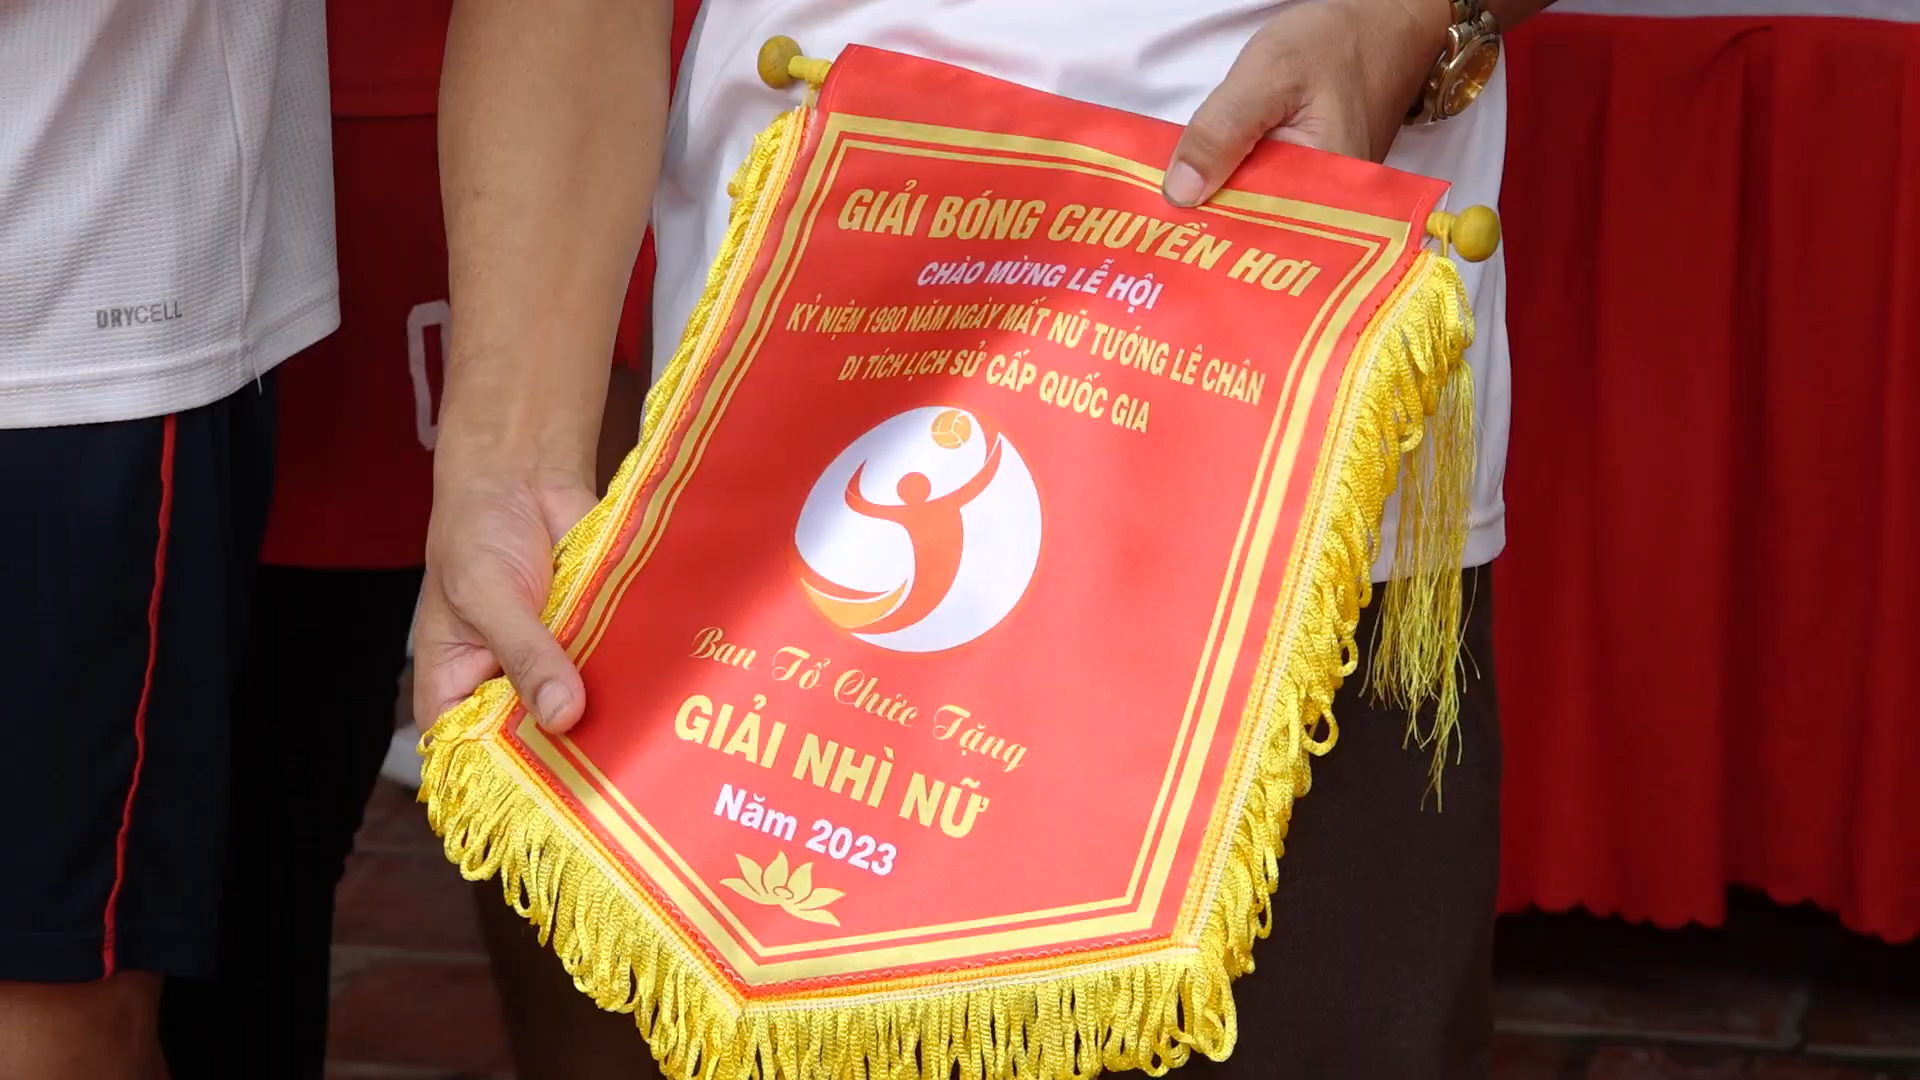 GIẢI BÓNG CHUYỀN HƠI
CHÀO MỪNG LỄ HỘI
KỶ NIỆM 1980 NĂM NGÀY MẤT NỮ TƯỚNG LÊ CHÂN
DI TÍCH LỊCH SỬ CẤP QUỐC GIA
Ban Tổ Chức Tặng
GIẢI NHÌ NỮ
Năm 2023
DRYCELL